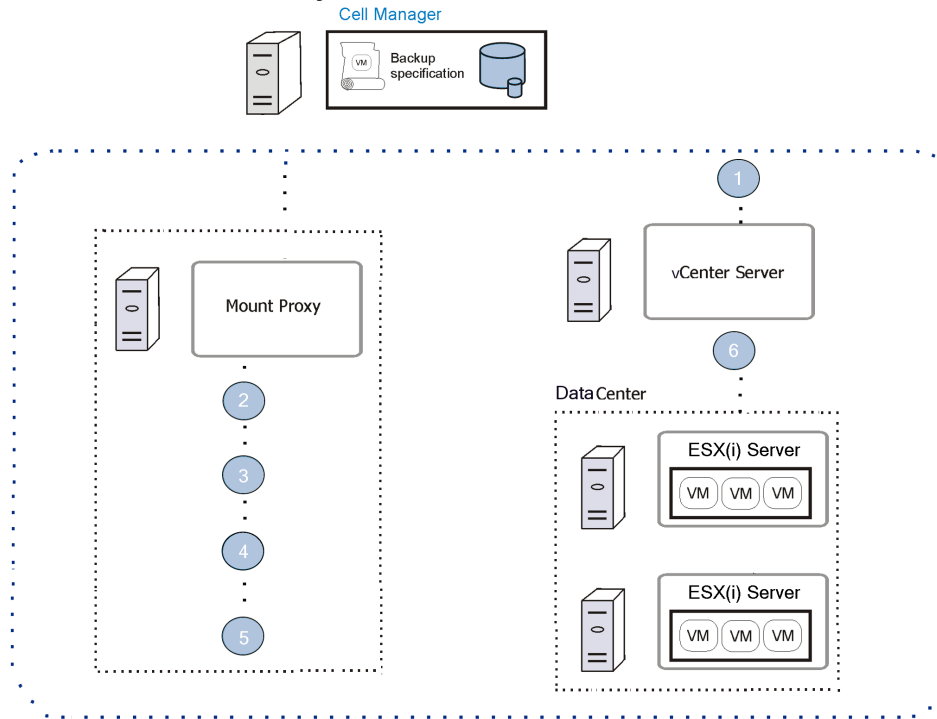 Cell Manager
VM
Backup
specification
1
vCenter Server
Mount Proxy
6
2
Data Center
3
ESX(i) Server
VM VM VM
4
5
ESX(i) Server
VM VM VM